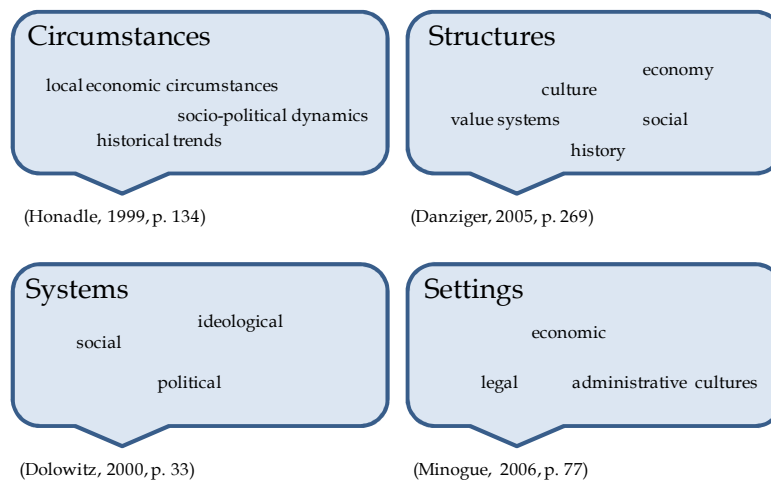 Circumstances
local economic circumstances
socio-political dynamics
historical trends
(Honadle, 1999, p. 134)
Structures
economy
culture
value systems social
history
(Danziger, 2005, p. 269)
Systems
ideological
social
political
(Dolowitz, 2000, p. 33)
Settings
economic
legal administrative cultures
(Minogue, 2006, p. 77)